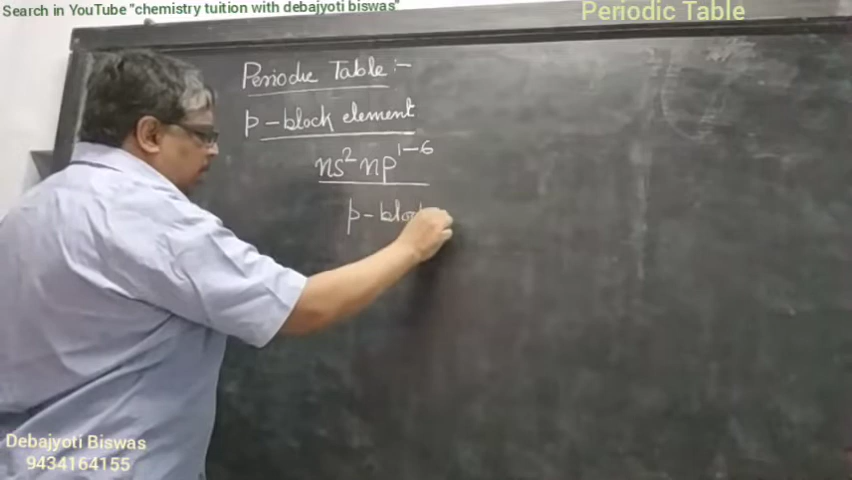 Search in YouTube "chemistry tuition with debajyoti biswas"
Periodic Table
Periodic Table :-
p-block element
ns² np¹⁻⁶
p-bloc
Debajyoti Biswas
9434164155